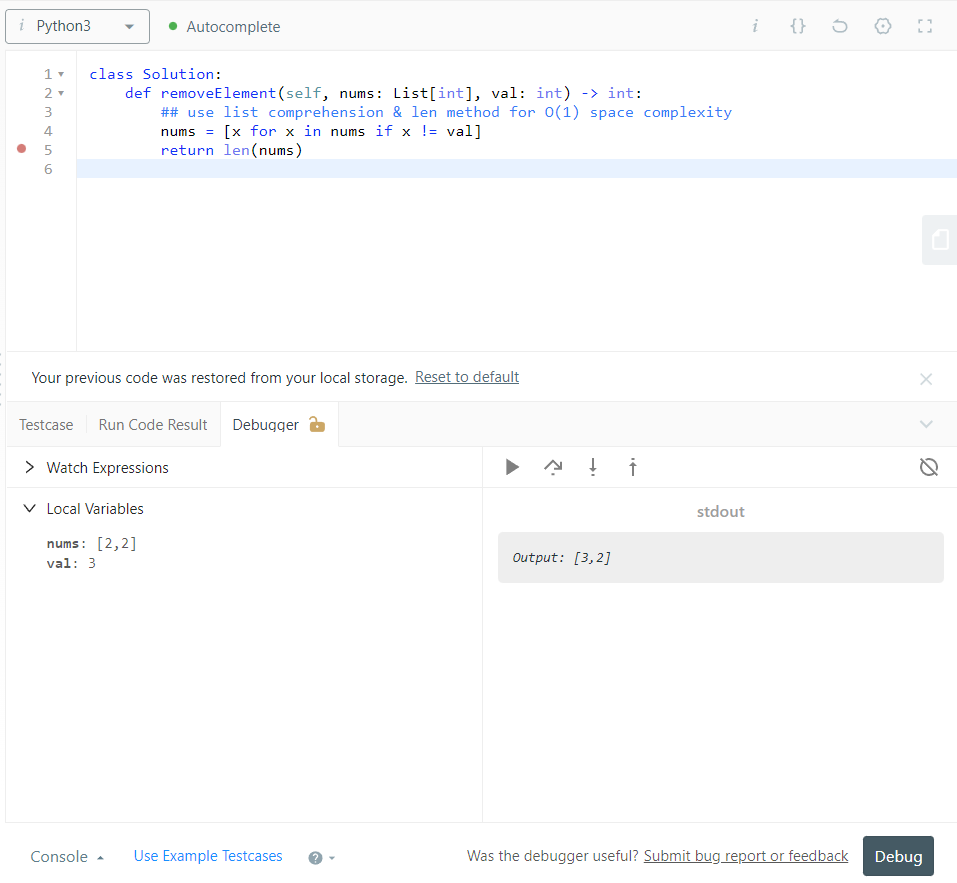 i Python3 Autocomplete i {}
1 class Solution:
2 def removeElement(self, nums: List[int], val: int) -> int:
3 ## use list comprehension & len method for O(1) space complexity
4 nums = [x for x in nums if x != val]
5 return len(nums)
6
Your previous code was restored from your local storage. Reset to default
Testcase Run Code Result Debugger
Watch Expressions
Local Variables
nums: [2,2]
val: 3
stdout
Output: [3,2]
Console Use Example Testcases ? Was the debugger useful? Submit bug report or feedback Debug